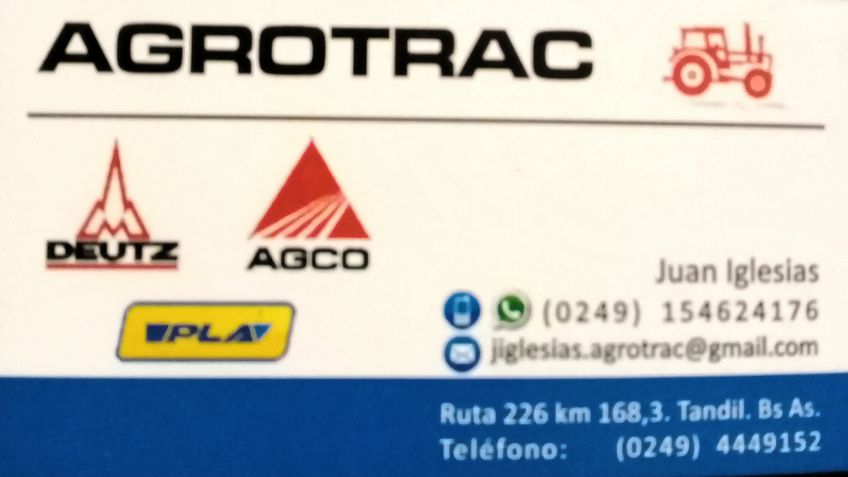 AGROTRAC
DEUTZ
AGCO
PLA
Juan Iglesias
(0249) 154624176
jiglesias.agrotrac@gmail.com
Ruta 226 km 168,3. Tandil. Bs As.
Teléfono: (0249) 4449152